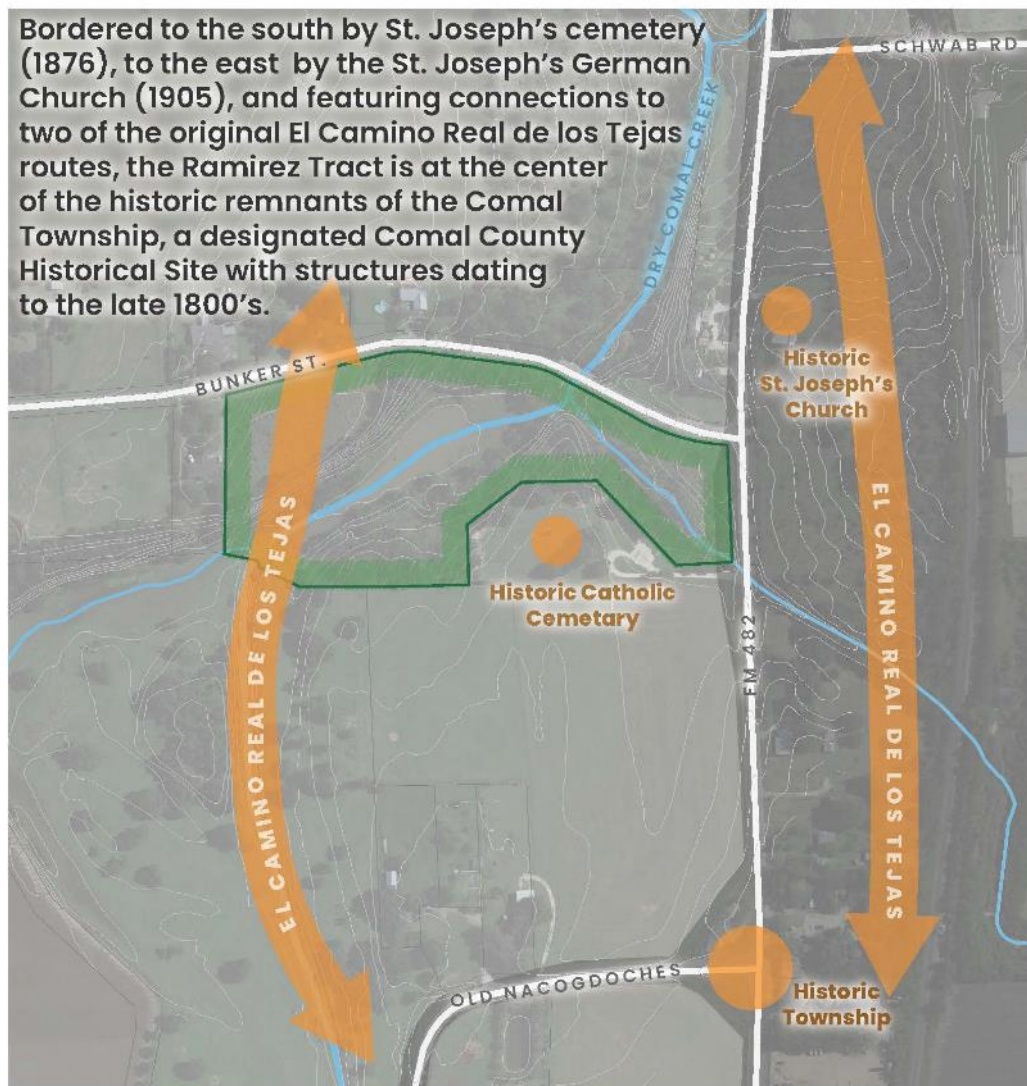 Bordered to the south by St. Joseph's cemetery
(1876), to the east by the St. Joseph's German
Church (1905), and featuring connections to
two of the original El Camino Real de los Tejas
routes, the Ramirez Tract is at the center
of the historic remnants of the Comal
Township, a designated Comal County
Historical Site with structures dating
to the late 1800's.
SCHWAB RD
DRY COMAL CREEK
BUNKER ST.
Historic
St. Joseph's
Church
EL CAMINO REAL DE LOS TEJAS
EL CAMINO REAL DE LOS TEJAS
Historic Catholic
Cemetary
FM 482
OLD NACOGDOCHES
Historic
Township